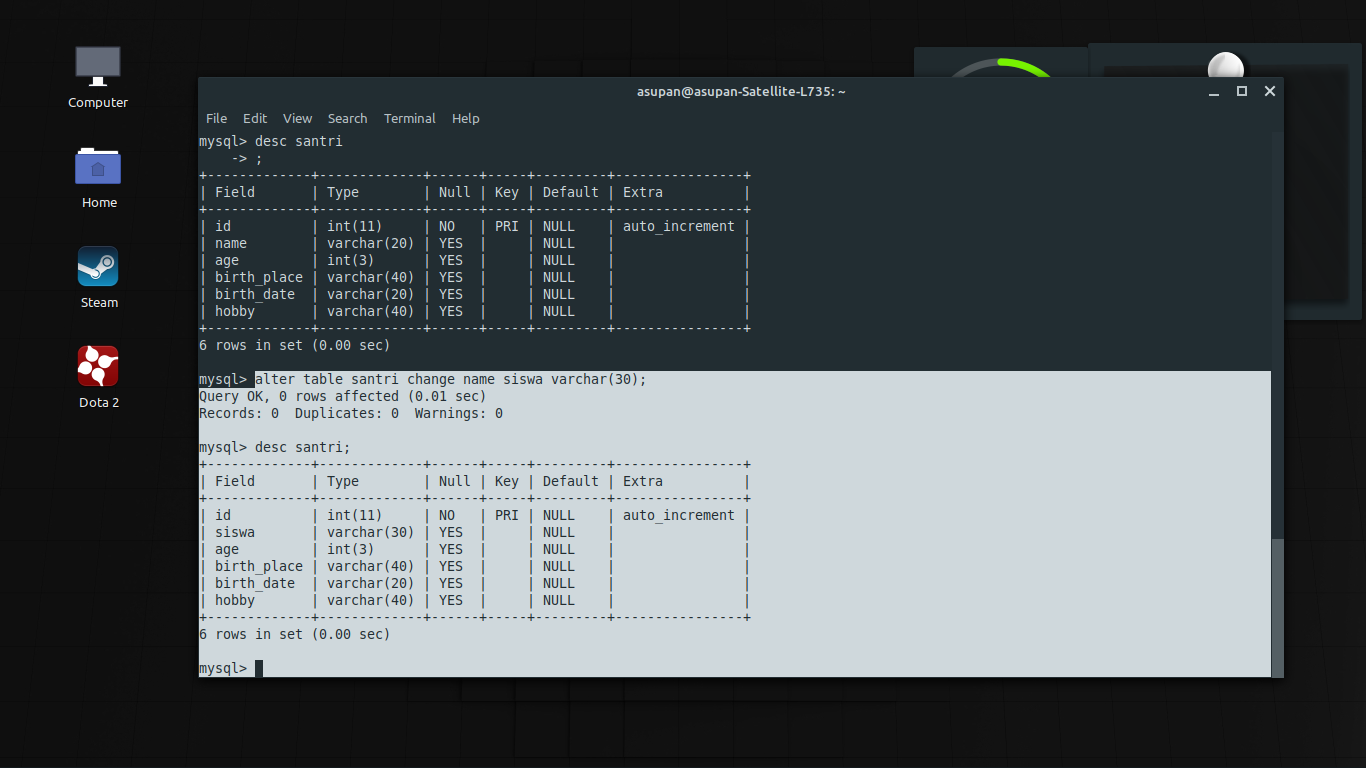 Computer
Home
Steam
Dota 2
asupan@asupan-Satellite-L735: ~
File Edit View Search Terminal Help
mysql> desc santri
    -> ;
+-------------+-------------+------+-----+---------+----------------+
| Field       | Type        | Null | Key | Default | Extra          |
+-------------+-------------+------+-----+---------+----------------+
| id          | int(11)     | NO   | PRI | NULL    | auto_increment |
| name        | varchar(20) | YES  |     | NULL    |                |
| age         | int(3)      | YES  |     | NULL    |                |
| birth_place | varchar(40) | YES  |     | NULL    |                |
| birth_date  | varchar(20) | YES  |     | NULL    |                |
| hobby       | varchar(40) | YES  |     | NULL    |                |
+-------------+-------------+------+-----+---------+----------------+
6 rows in set (0.00 sec)
mysql> alter table santri change name siswa varchar(30);
Query OK, 0 rows affected (0.01 sec)
Records: 0  Duplicates: 0  Warnings: 0
mysql> desc santri;
+-------------+-------------+------+-----+---------+----------------+
| Field       | Type        | Null | Key | Default | Extra          |
+-------------+-------------+------+-----+---------+----------------+
| id          | int(11)     | NO   | PRI | NULL    | auto_increment |
| siswa       | varchar(30) | YES  |     | NULL    |                |
| age         | int(3)      | YES  |     | NULL    |                |
| birth_place | varchar(40) | YES  |     | NULL    |                |
| birth_date  | varchar(20) | YES  |     | NULL    |                |
| hobby       | varchar(40) | YES  |     | NULL    |                |
+-------------+-------------+------+-----+---------+----------------+
6 rows in set (0.00 sec)
mysql>